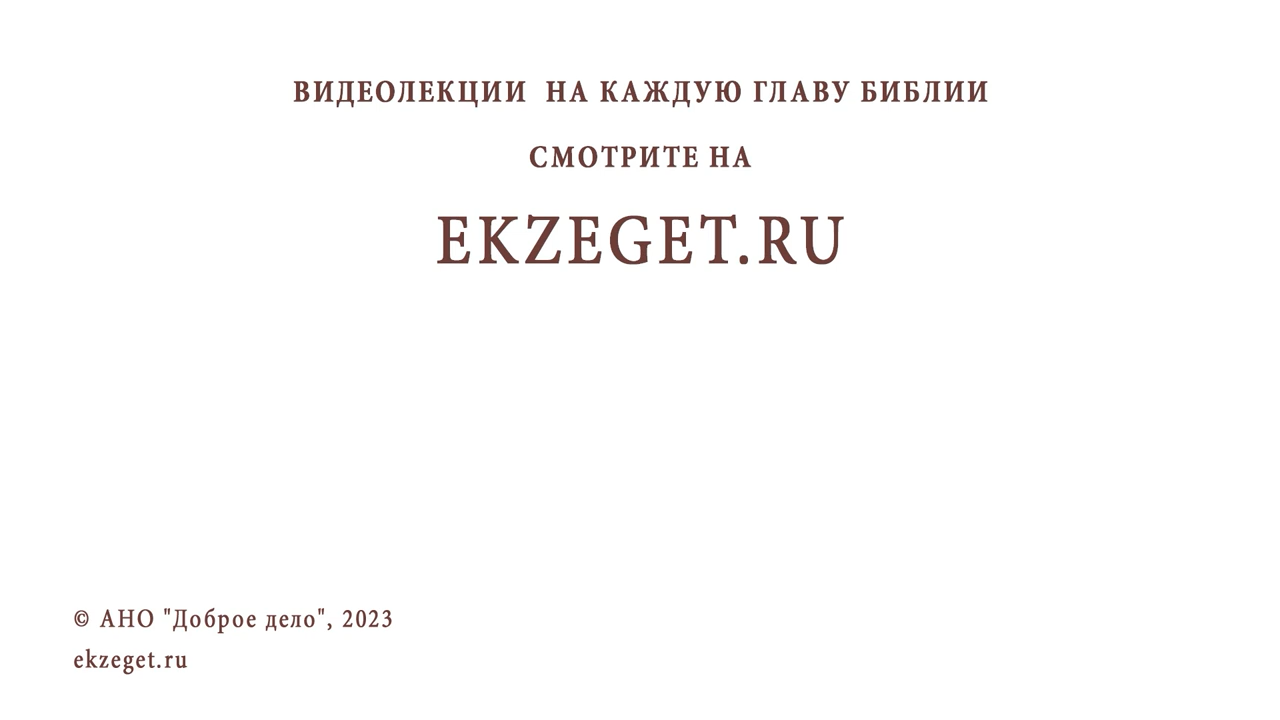 ВИДЕОЛЕКЦИИ НА КАЖДУЮ ГЛАВУ БИБЛИИ
СМОТРИТЕ НА
EKZEGET.RU
© АНО "Доброе дело", 2023
ekzeget.ru